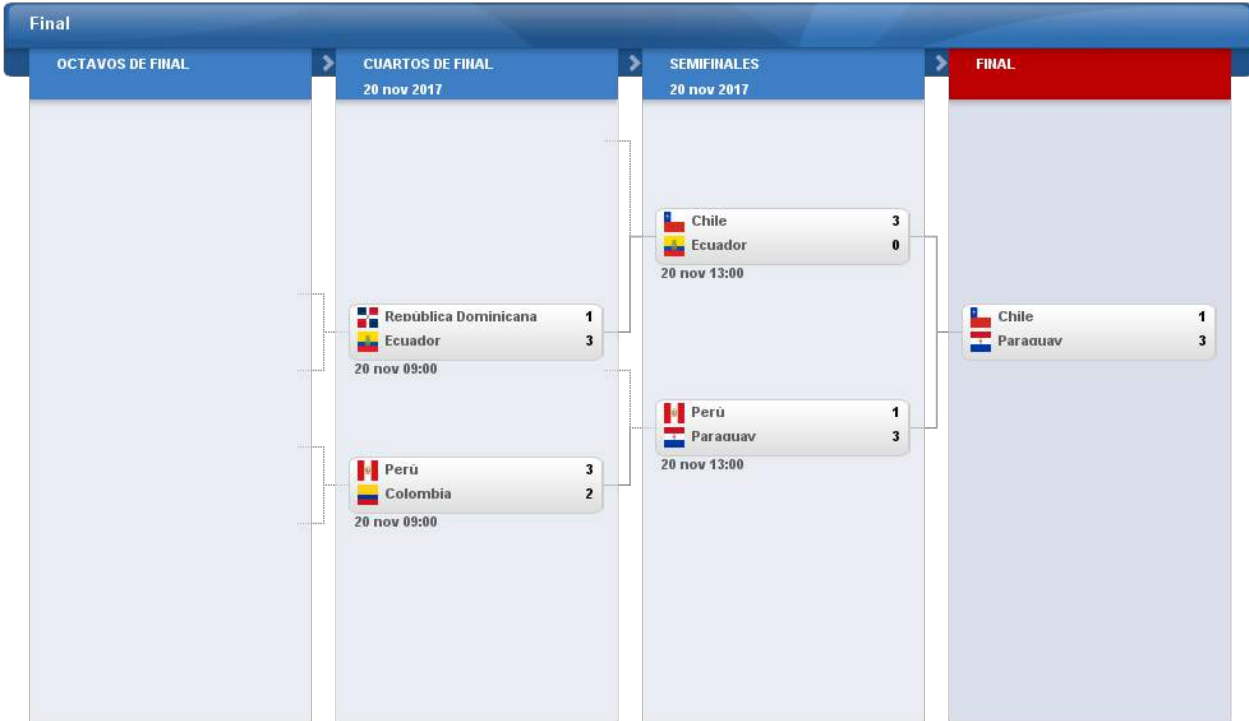 Final
OCTAVOS DE FINAL
CUARTOS DE FINAL
20 nov 2017
SEMIFINALES
20 nov 2017
FINAL
República Dominicana 1
Ecuador 3
20 nov 09:00
Perú 3
Colombia 2
20 nov 09:00
Chile 3
Ecuador 0
20 nov 13:00
Perú 1
Paraguay 3
20 nov 13:00
Chile 1
Paraguay 3